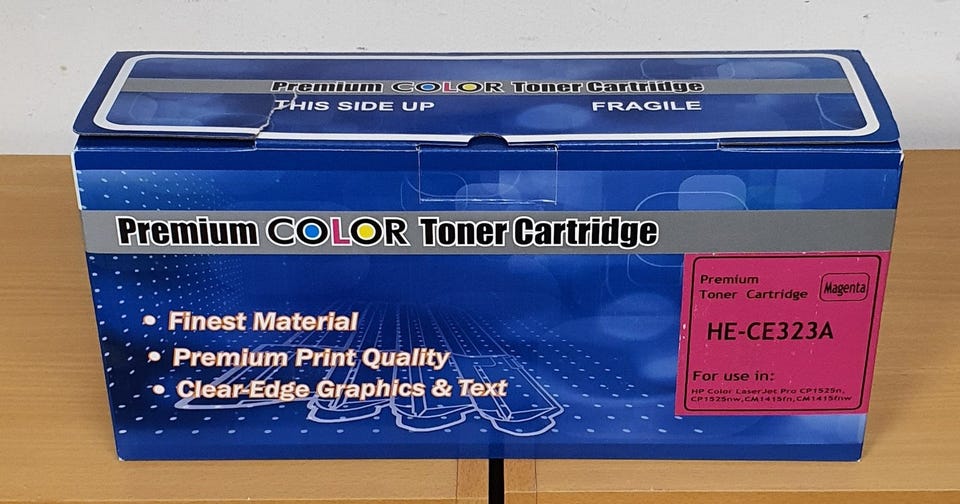 Premium COLOR Toner Cartridge
THIS SIDE UP FRAGILE
Premium COLOR Toner Cartridge
• Finest Material
• Premium Print Quality
• Clear-Edge Graphics & Text
Premium
Toner Cartridge
Magenta
HE-CE323A
For use in:
HP Color LaserJet Pro CP1525n,
CP1525nw,CM1415fn,CM1415fnw